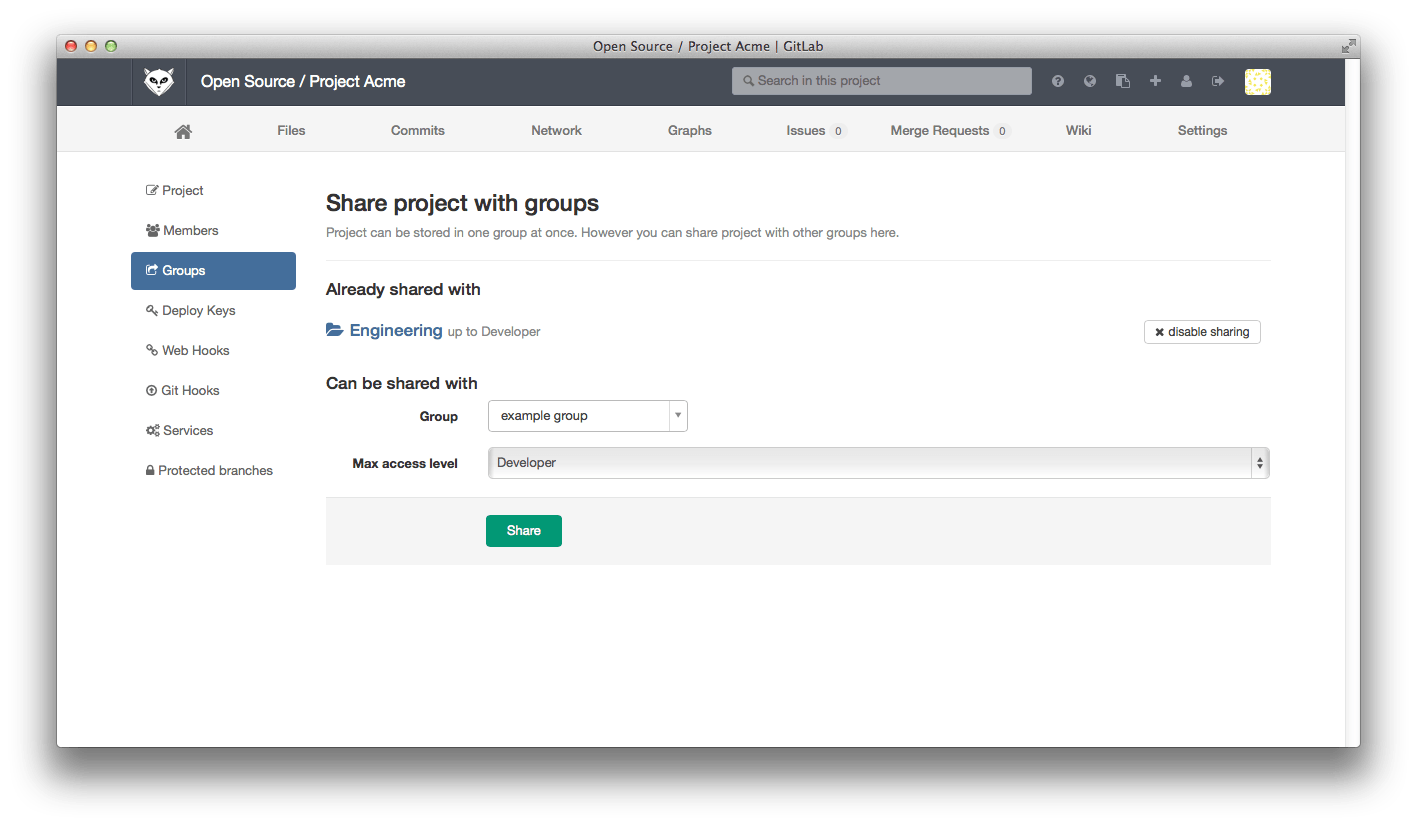 Open Source / Project Acme | GitLab
Open Source / Project Acme
Search in this project
Files Commits Network Graphs Issues 0 Merge Requests 0 Wiki Settings
Project
Members
Groups
Deploy Keys
Web Hooks
Git Hooks
Services
Protected branches
Share project with groups
Project can be stored in one group at once. However you can share project with other groups here.
Already shared with
Engineering up to Developer
disable sharing
Can be shared with
Group example group
Max access level Developer
Share